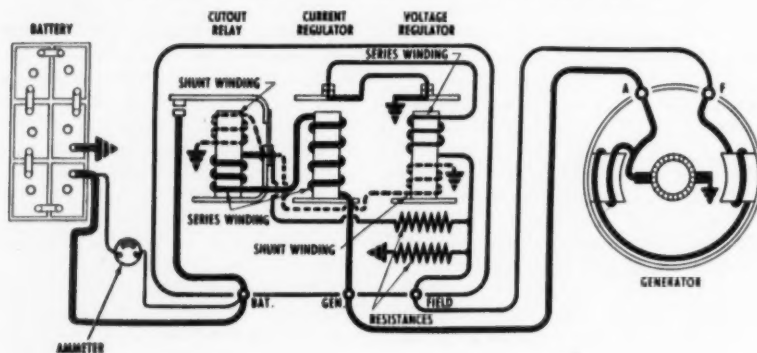 CUTOUT
RELAY
CURRENT
REGULATOR
VOLTAGE
REGULATOR
BATTERY
SERIES WINDING
SHUNT WINDING
A
F
SERIES WINDING
SHUNT WINDING
GENERATOR
BAT.
GEN.
FIELD
RESISTANCES
AMMETER